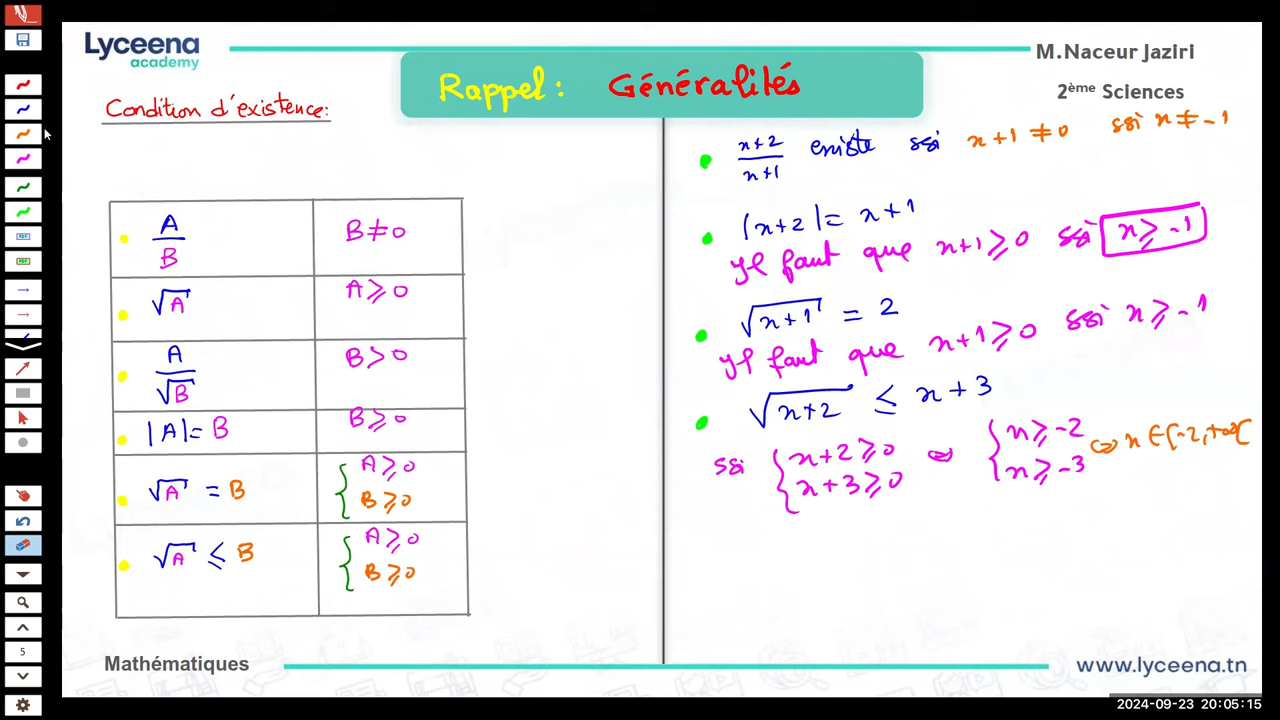 Lyceena
academy
M.Naceur Jaziri
2ème Sciences
Rappel : Généralités
Condition d'existence:
A/B B≠0
√A A⩾0
A/√B B>0
|A|= B B⩾0
√A = B { A⩾0
B⩾0
√A ≤ B { A⩾0
B⩾0
(x+2)/(x+1) existe ssi x+1≠0 ssi x≠-1
|x+2|= x+1
Il faut que x+1⩾0 ssi x⩾-1
√(x+1) = 2
Il faut que x+1⩾0 ssi x⩾-1
√(x+2) ≤ x+3
ssi { x+2⩾0 ⇔ { x⩾-2 ⇔ x∈[-2,+∞[
x+3⩾0 x⩾-3
Mathématiques
www.lyceena.tn
5
2024-09-23 20:05:15